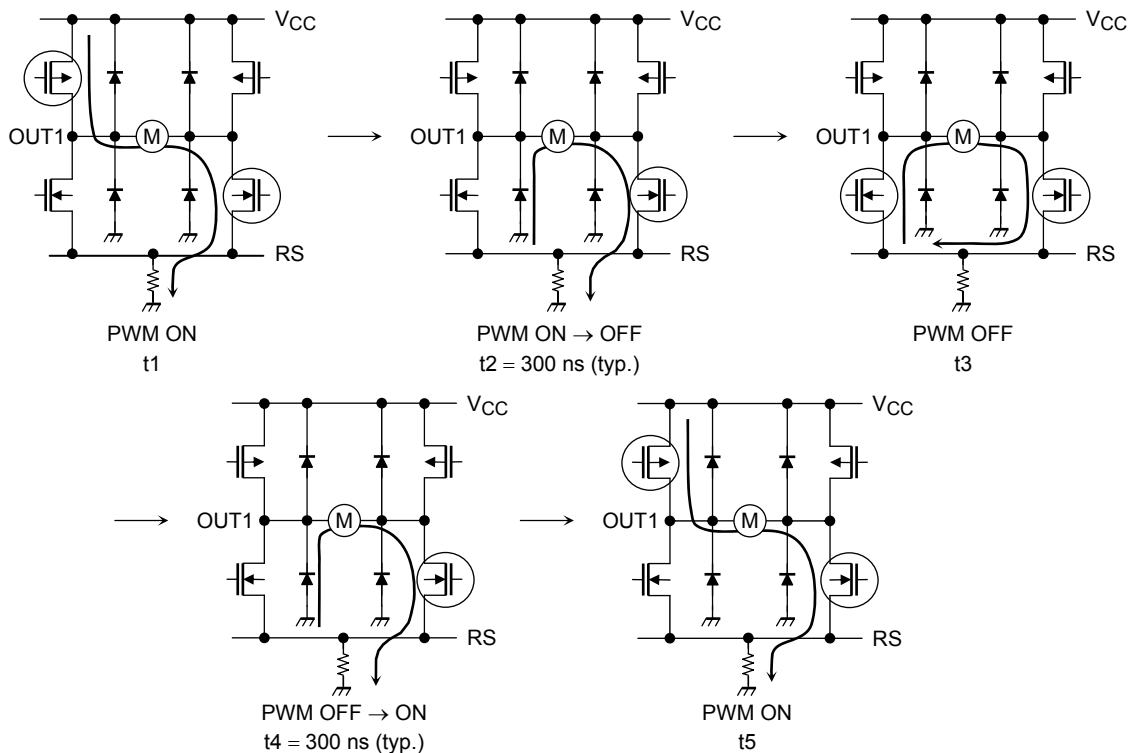 VCC
OUT1
M
RS
PWM ON
t1
VCC
OUT1
M
RS
PWM ON → OFF
t2 = 300 ns (typ.)
VCC
OUT1
M
RS
PWM OFF
t3
VCC
OUT1
M
RS
PWM OFF → ON
t4 = 300 ns (typ.)
VCC
OUT1
M
RS
PWM ON
t5